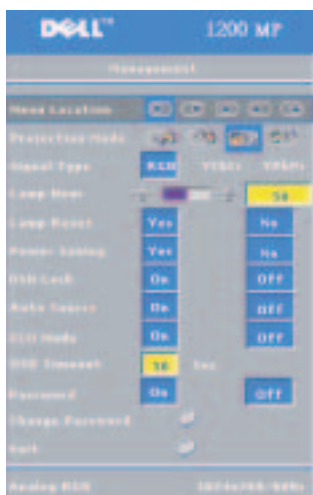 DELL™ 1200 MP
Management
Menu Location
Projection Mode
Signal Type RGB YCbCr YPbPr
Lamp Hour
Lamp Reset Yes No
Power Saving Yes No
OSD Lock On Off
Auto Source On Off
ECO Mode On Off
OSD Timeout Sec
Password On Off
Change Password
Exit
Analog RGB